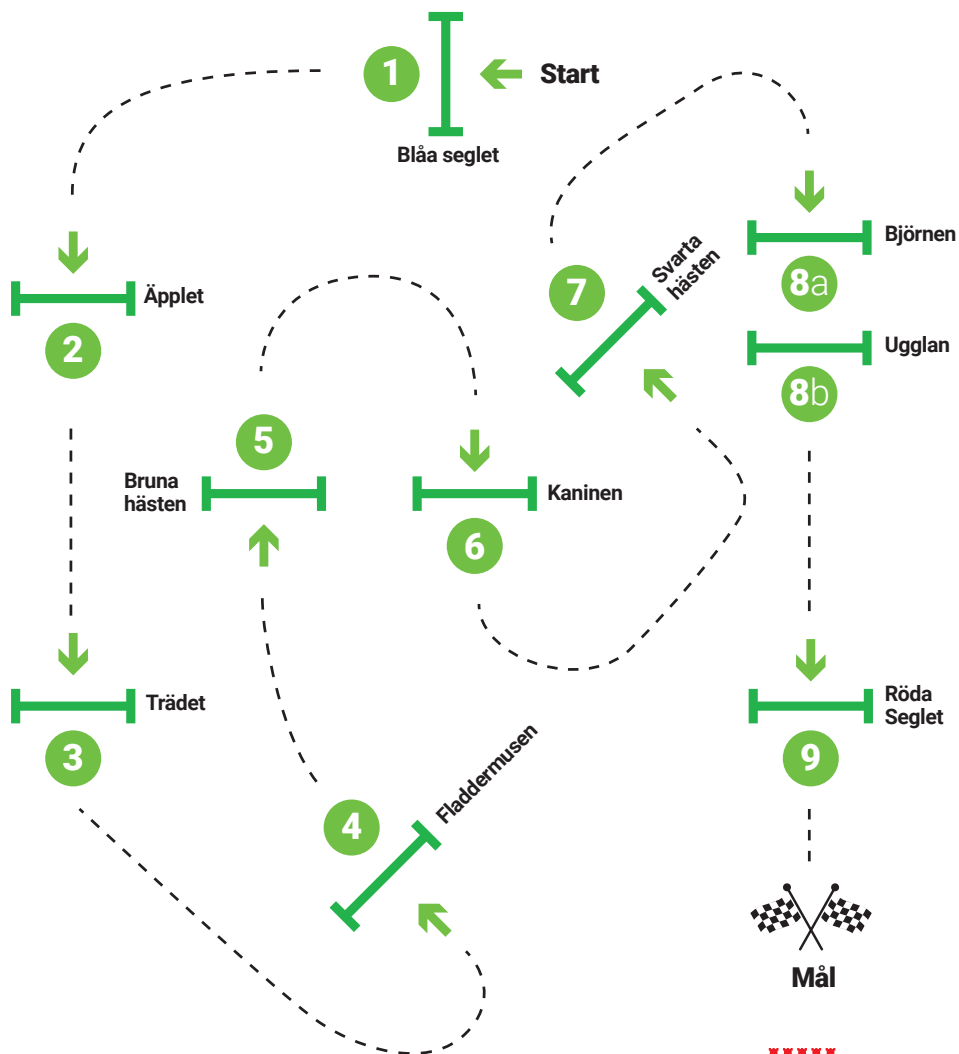 1
Start
Blåa seglet
Äpplet
2
Trädet
3
Fladdermusen
4
Bruna
hästen
5
Kaninen
6
Svarta
hästen
7
Björnen
8a
Ugglan
8b
Röda
Seglet
9
Mål